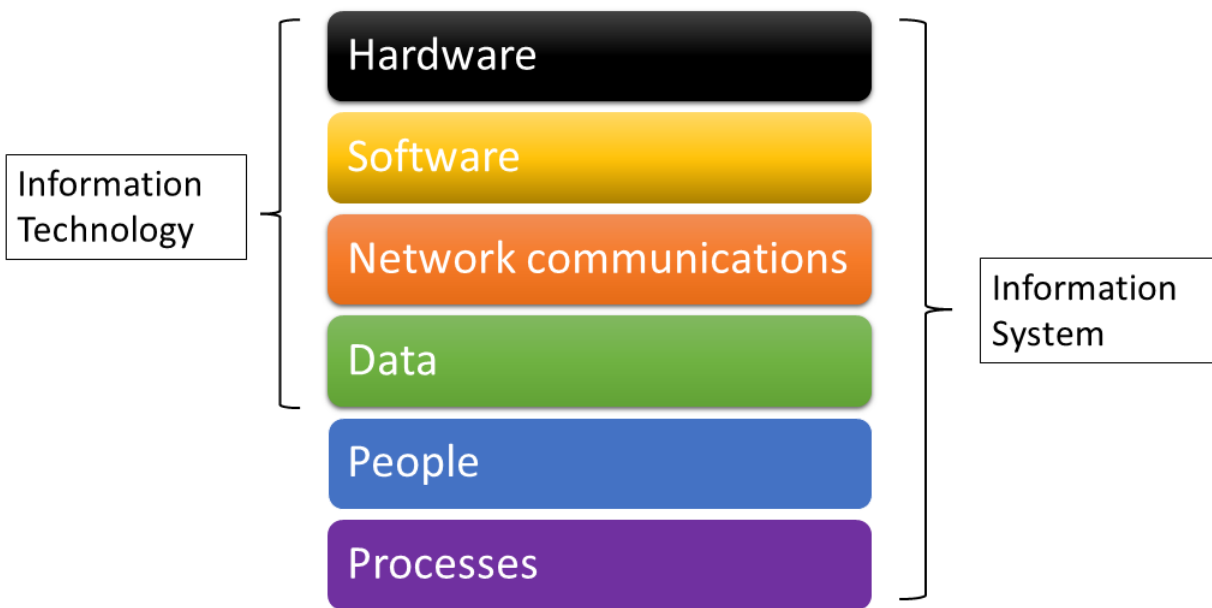 Hardware
Software
Information
Technology
Network communications
Information
System
Data
People
Processes